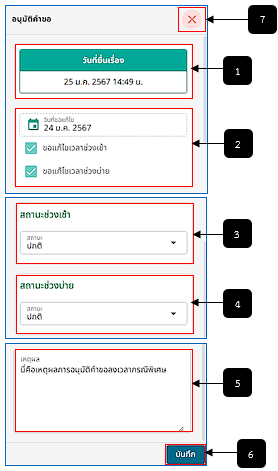 อนุมัติคำขอ
7
วันที่ยื่นเรื่อง
25 ม.ค. 2567 14:49 น.
1
วันที่ขอแก้ไข
24 ม.ค. 2567
2
ขอแก้ไขเวลาช่วงเช้า
ขอแก้ไขเวลาช่วงบ่าย
สถานะช่วงเช้า
สถานะ
ปกติ
3
สถานะช่วงบ่าย
สถานะ
ปกติ
4
เหตุผล
นี่คือเหตุผลการอนุมัติคำขอลงเวลากรณีพิเศษ
5
บันทึก
6